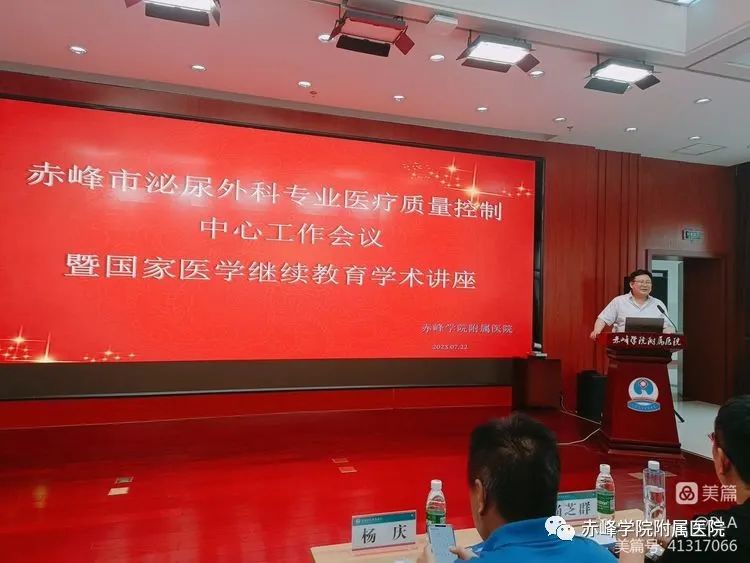 赤峰市泌尿外科专业医疗质量控制
中心工作会议
暨国家医学继续教育学术讲座
赤峰学院附属医院
2023.07.22
赤峰学院附属医院
杨 庆
芝群
美篇
赤峰学院附属医院
美篇号: 41317066